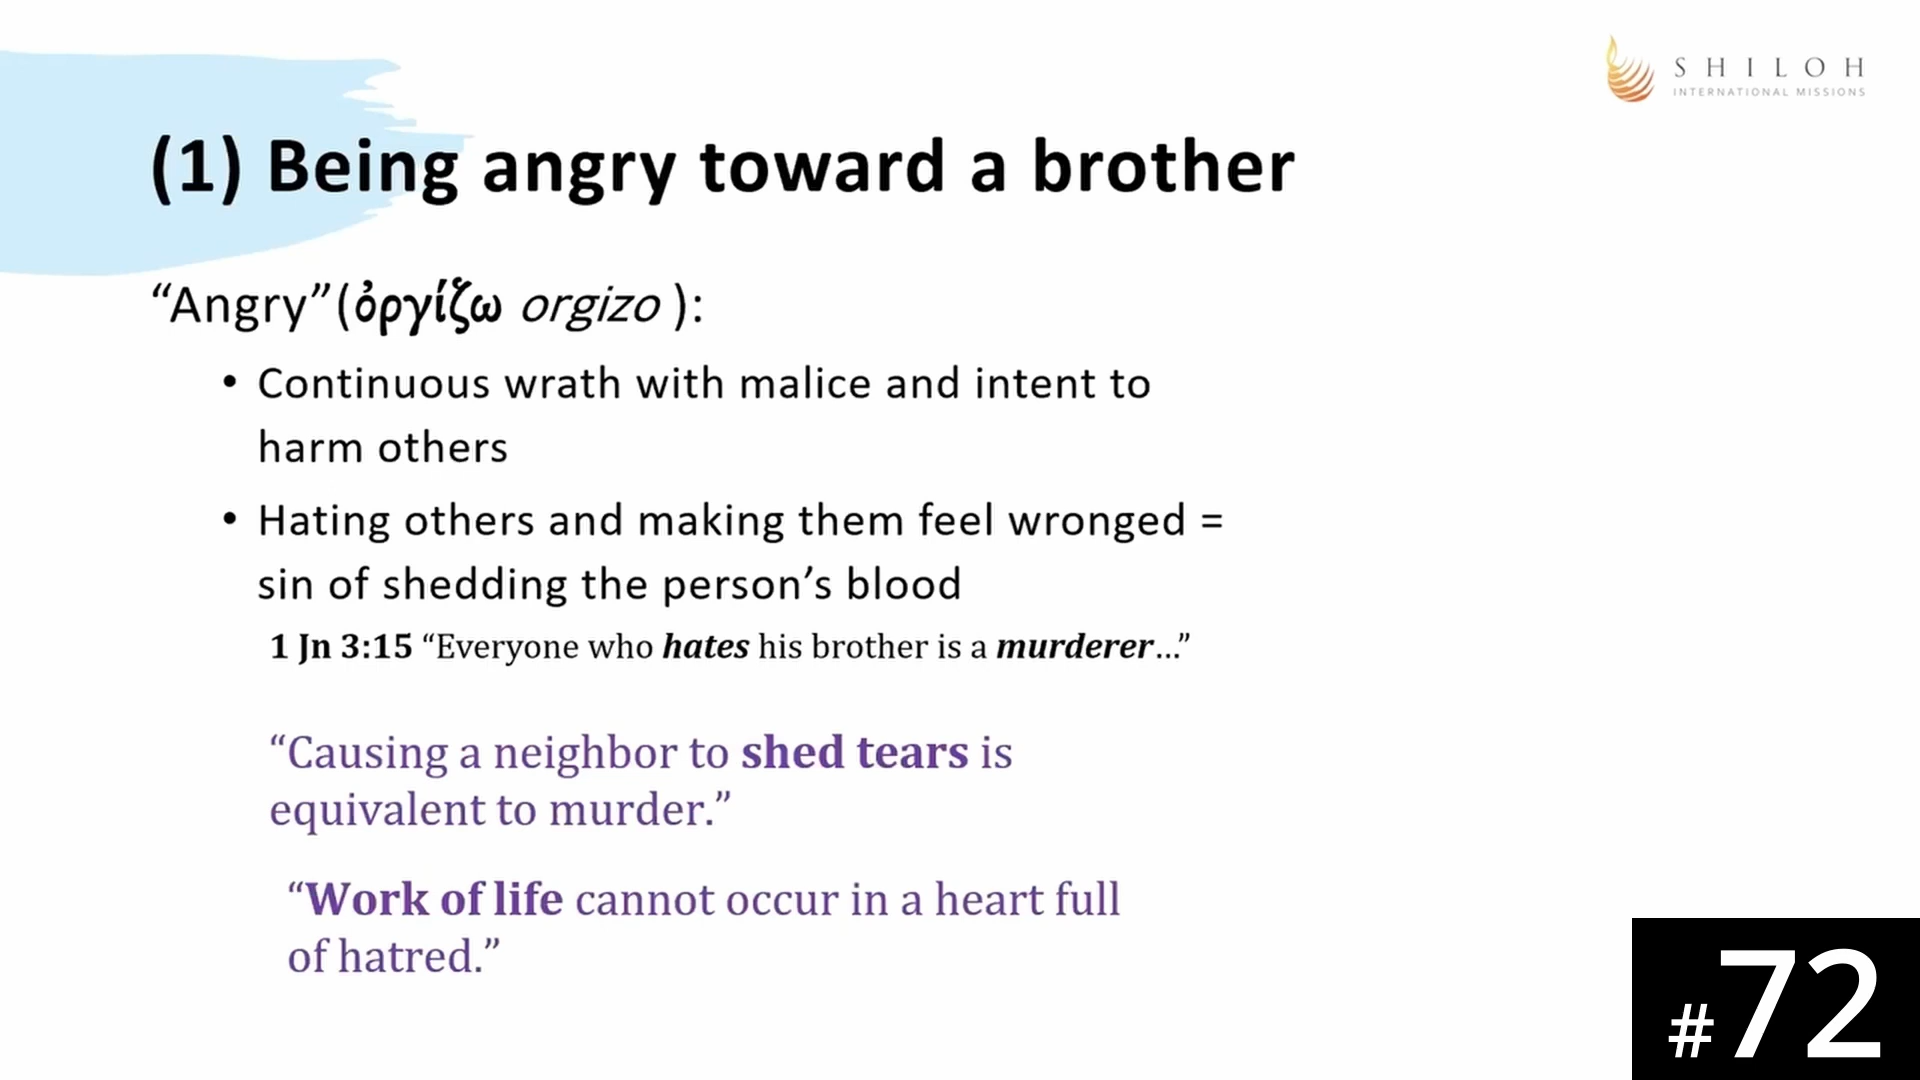 SHILOH
INTERNATIONAL MISSIONS
(1) Being angry toward a brother
“Angry”(ὀργίζω orgizo ):
• Continuous wrath with malice and intent to
harm others
• Hating others and making them feel wronged =
sin of shedding the person’s blood
1 Jn 3:15 “Everyone who hates his brother is a murderer…”
“Causing a neighbor to shed tears is
equivalent to murder.”
“Work of life cannot occur in a heart full
of hatred.”
#72